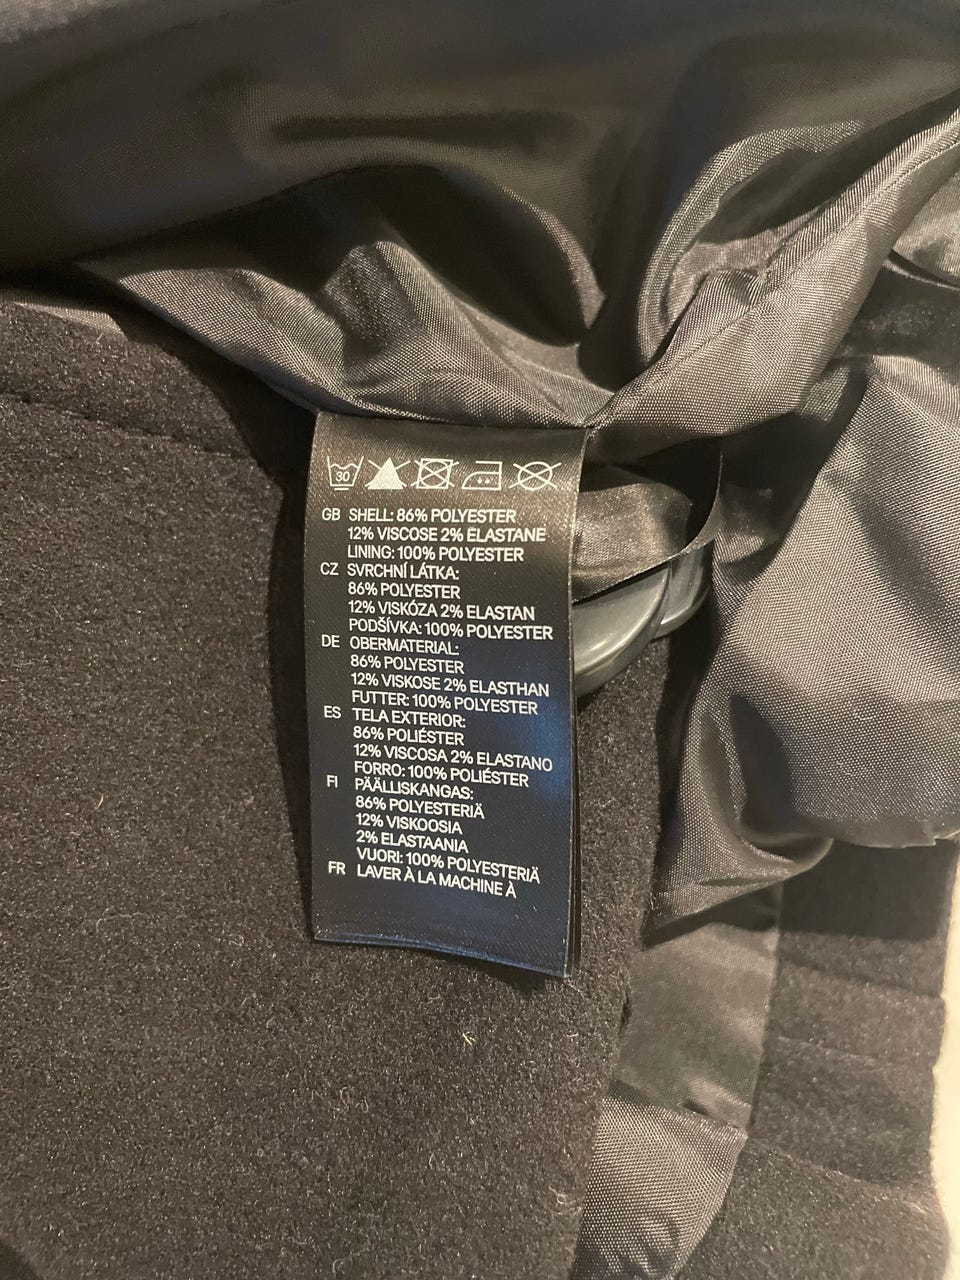 30
GB SHELL: 86% POLYESTER
12% VISCOSE 2% ELASTANE
LINING: 100% POLYESTER
CZ SVRCHNÍ LÁTKA:
86% POLYESTER
12% VISKÓZA 2% ELASTAN
PODŠÍVKA: 100% POLYESTER
DE OBERMATERIAL:
86% POLYESTER
12% VISKOSE 2% ELASTHAN
FUTTER: 100% POLYESTER
ES TELA EXTERIOR:
86% POLIÉSTER
12% VISCOSA 2% ELASTANO
FORRO: 100% POLIÉSTER
FI PÄÄLLISKANGAS:
86% POLYESTERIÄ
12% VISKOOSIA
2% ELASTAANIA
VUORI: 100% POLYESTERIÄ
FR LAVER À LA MACHINE À